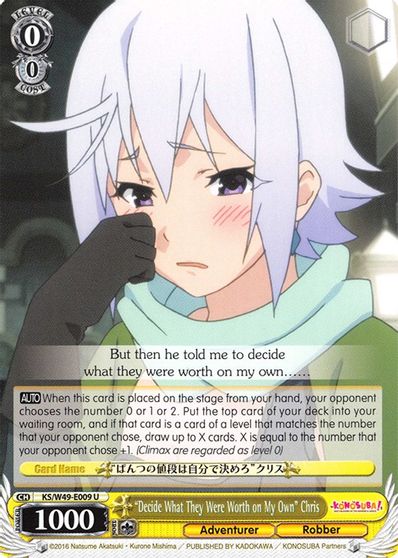 LEVEL
0
0
COST
But then he told me to decide
what they were worth on my own……
AUTO When this card is placed on the stage from your hand, your opponent
chooses the number 0 or 1 or 2. Put the top card of your deck into your
waiting room, and if that card is a card of a level that matches the number
that your opponent chose, draw up to X cards. X is equal to the number that
your opponent chose +1. (Climax are regarded as level 0)
Card Name
"ぱんつの値段は自分で決めろ"クリス
CH KS/W49-E009 U
"Decide What They Were Worth on My Own" Chris
KONOSUBA!
1000
Adventurer
Robber
©2016 Natsume Akatsuki・Kurone Mishima / PUBLISHED BY KADOKAWA / KONOSUBA Partners